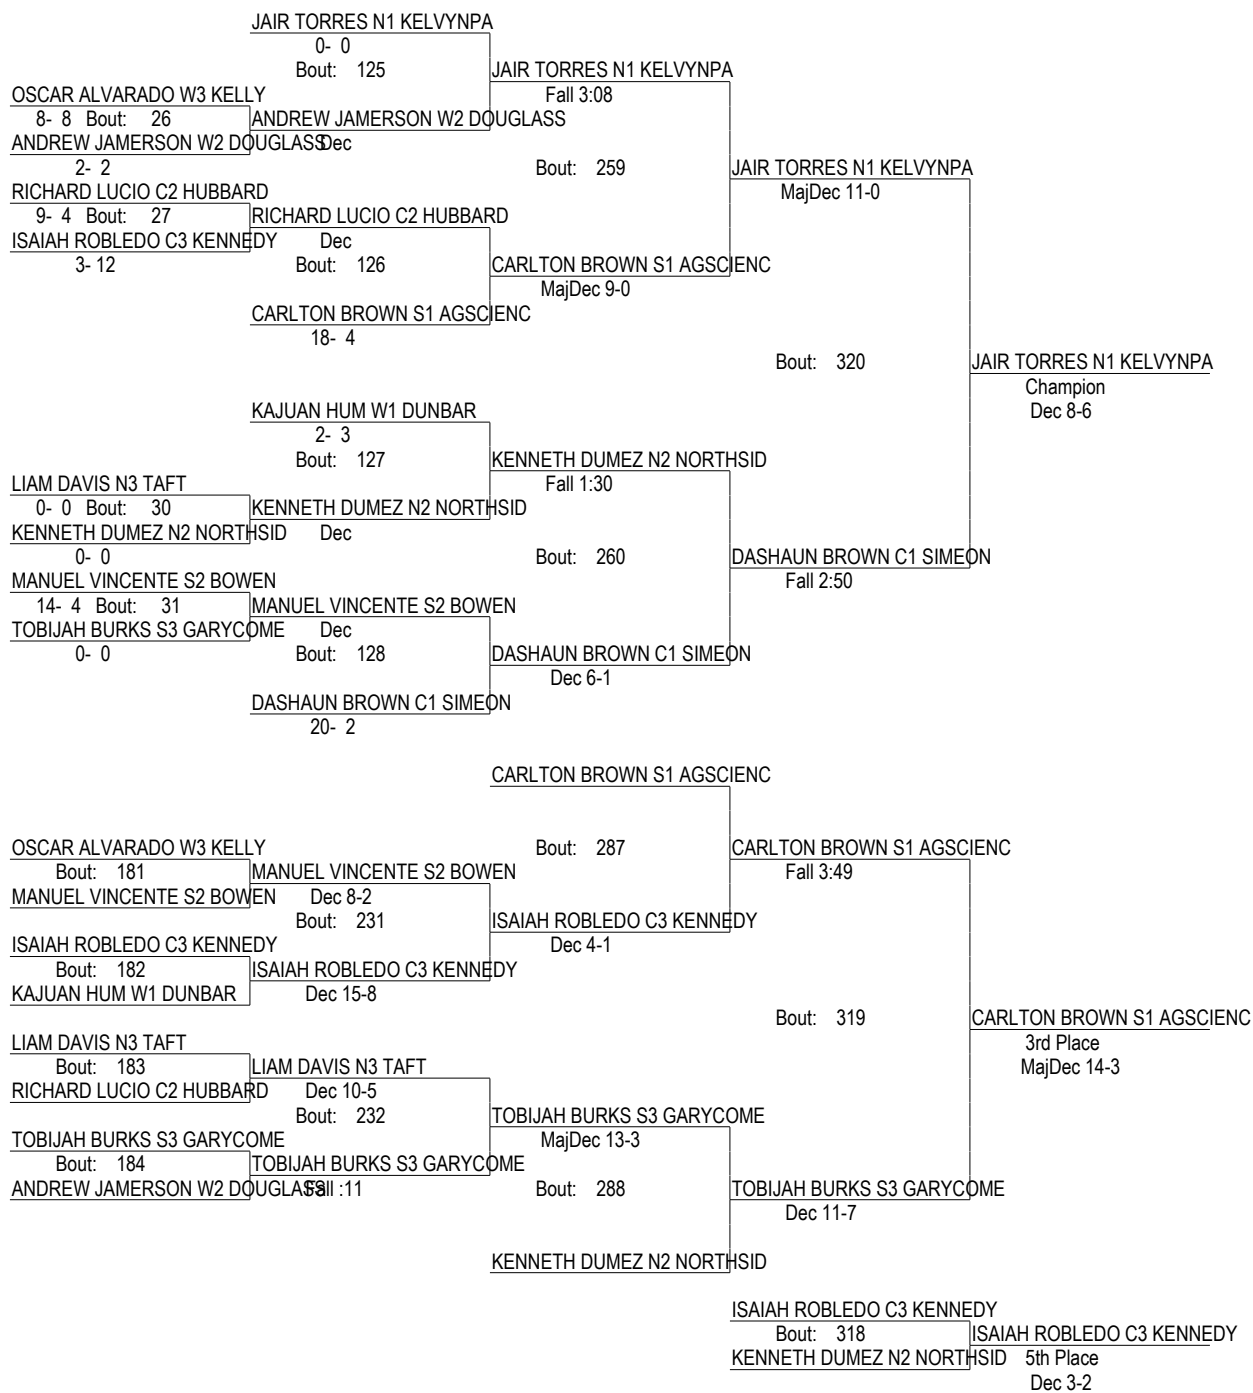 JAIR TORRES N1 KELVYNPA
0- 0
Bout: 125
JAIR TORRES N1 KELVYNPA
Fall 3:08
OSCAR ALVARADO W3 KELLY
8- 8 Bout: 26
ANDREW JAMERSON W2 DOUGLASS
ANDREW JAMERSON W2 DOUGLASS
Dec
2- 2
Bout: 259
JAIR TORRES N1 KELVYNPA
MajDec 11-0
RICHARD LUCIO C2 HUBBARD
9- 4 Bout: 27
RICHARD LUCIO C2 HUBBARD
ISAIAH ROBLEDO C3 KENNEDY
Dec
3- 12
Bout: 126
CARLTON BROWN S1 AGSCIENC
MajDec 9-0
CARLTON BROWN S1 AGSCIENC
18- 4
Bout: 320
JAIR TORRES N1 KELVYNPA
Champion
Dec 8-6
KAJUAN HUM W1 DUNBAR
2- 3
Bout: 127
KENNETH DUMEZ N2 NORTHSID
Fall 1:30
LIAM DAVIS N3 TAFT
0- 0 Bout: 30
KENNETH DUMEZ N2 NORTHSID
KENNETH DUMEZ N2 NORTHSID
Dec
0- 0
Bout: 260
DASHAUN BROWN C1 SIMEON
Fall 2:50
MANUEL VINCENTE S2 BOWEN
14- 4 Bout: 31
MANUEL VINCENTE S2 BOWEN
TOBIJAH BURKS S3 GARYCOME
Dec
0- 0
Bout: 128
DASHAUN BROWN C1 SIMEON
Dec 6-1
DASHAUN BROWN C1 SIMEON
20- 2
CARLTON BROWN S1 AGSCIENC
OSCAR ALVARADO W3 KELLY
Bout: 287
CARLTON BROWN S1 AGSCIENC
Fall 3:49
Bout: 181
MANUEL VINCENTE S2 BOWEN
MANUEL VINCENTE S2 BOWEN
Dec 8-2
Bout: 231
ISAIAH ROBLEDO C3 KENNEDY
Dec 4-1
ISAIAH ROBLEDO C3 KENNEDY
Bout: 182
ISAIAH ROBLEDO C3 KENNEDY
KAJUAN HUM W1 DUNBAR
Dec 15-8
Bout: 319
CARLTON BROWN S1 AGSCIENC
3rd Place
MajDec 14-3
LIAM DAVIS N3 TAFT
Bout: 183
LIAM DAVIS N3 TAFT
RICHARD LUCIO C2 HUBBARD
Dec 10-5
Bout: 232
TOBIJAH BURKS S3 GARYCOME
MajDec 13-3
TOBIJAH BURKS S3 GARYCOME
Bout: 184
TOBIJAH BURKS S3 GARYCOME
ANDREW JAMERSON W2 DOUGLASS
Fall :11
Bout: 288
TOBIJAH BURKS S3 GARYCOME
Dec 11-7
KENNETH DUMEZ N2 NORTHSID
ISAIAH ROBLEDO C3 KENNEDY
Bout: 318
ISAIAH ROBLEDO C3 KENNEDY
KENNETH DUMEZ N2 NORTHSID
5th Place
Dec 3-2